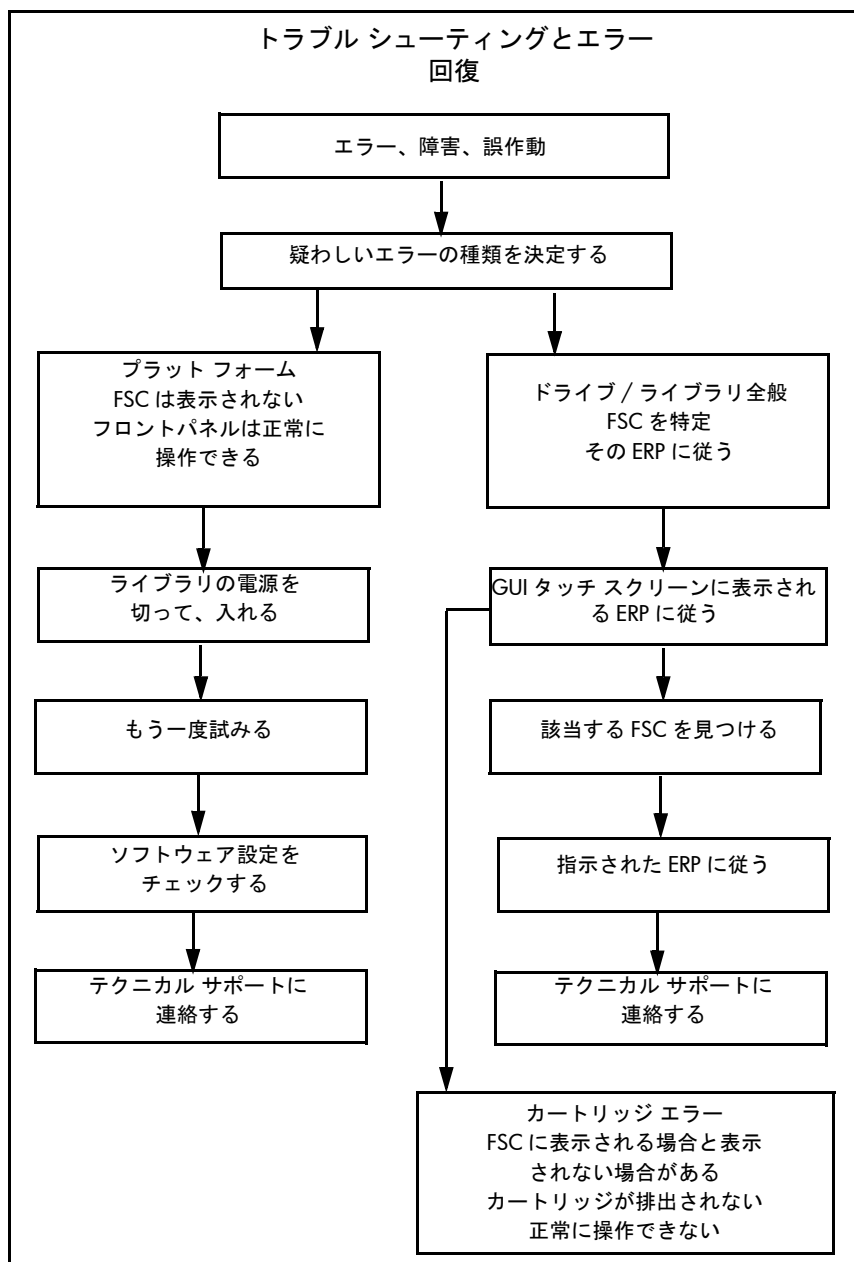 トラブル シューティングとエラー
回復
エラー、障害、誤作動
疑わしいエラーの種類を決定する
プラット フォーム
FSC は表示されない
フロントパネルは正常に
操作できる
ライブラリの電源を
切って、入れる
もう一度試みる
ソフトウェア設定を
チェックする
テクニカル サポートに
連絡する
ドライブ / ライブラリ全般
FSC を特定
その ERP に従う
GUI タッチ スクリーンに表示され
る ERP に従う
該当する FSC を見つける
指示された ERP に従う
テクニカル サポートに
連絡する
カートリッジ エラー
FSC に表示される場合と表示
されない場合がある
カートリッジが排出されない
正常に操作できない